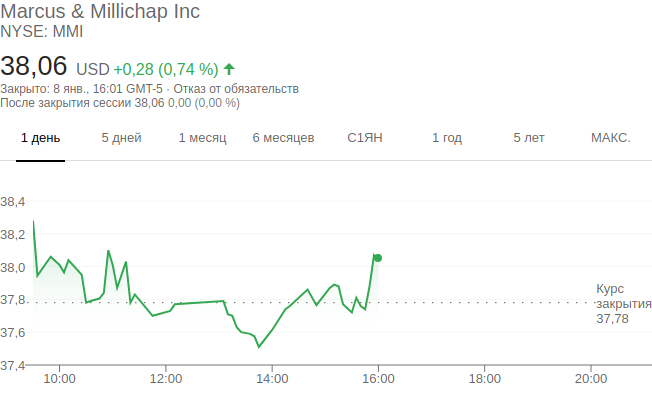 Marcus & Millichap Inc
NYSE: MMI
38,06 USD +0,28 (0,74 %)
Закрыто: 8 янв., 16:01 GMT-5 · Отказ от обязательств
После закрытия сессии 38,06 0,00 (0,00 %)
1 день 5 дней 1 месяц 6 месяцев С1ЯН 1 год 5 лет МАКС.
38,4
38,2
38,0
37,8
37,6
37,4
Курс
закрытия
37,78
10:00 12:00 14:00 16:00 18:00 20:00